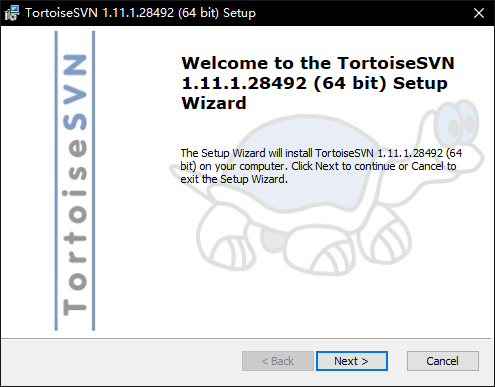 TortoiseSVN 1.11.1.28492 (64 bit) Setup
Welcome to the TortoiseSVN
1.11.1.28492 (64 bit) Setup
Wizard
The Setup Wizard will install TortoiseSVN 1.11.1.28492 (64
bit) on your computer. Click Next to continue or Cancel to
exit the Setup Wizard.
TortoiseSVN
< Back
Next >
Cancel